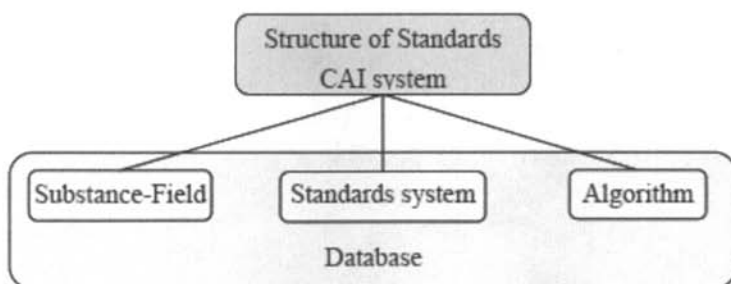 Structure of Standards
CAI system
Substance-Field
Standards system
Algorithm
Database